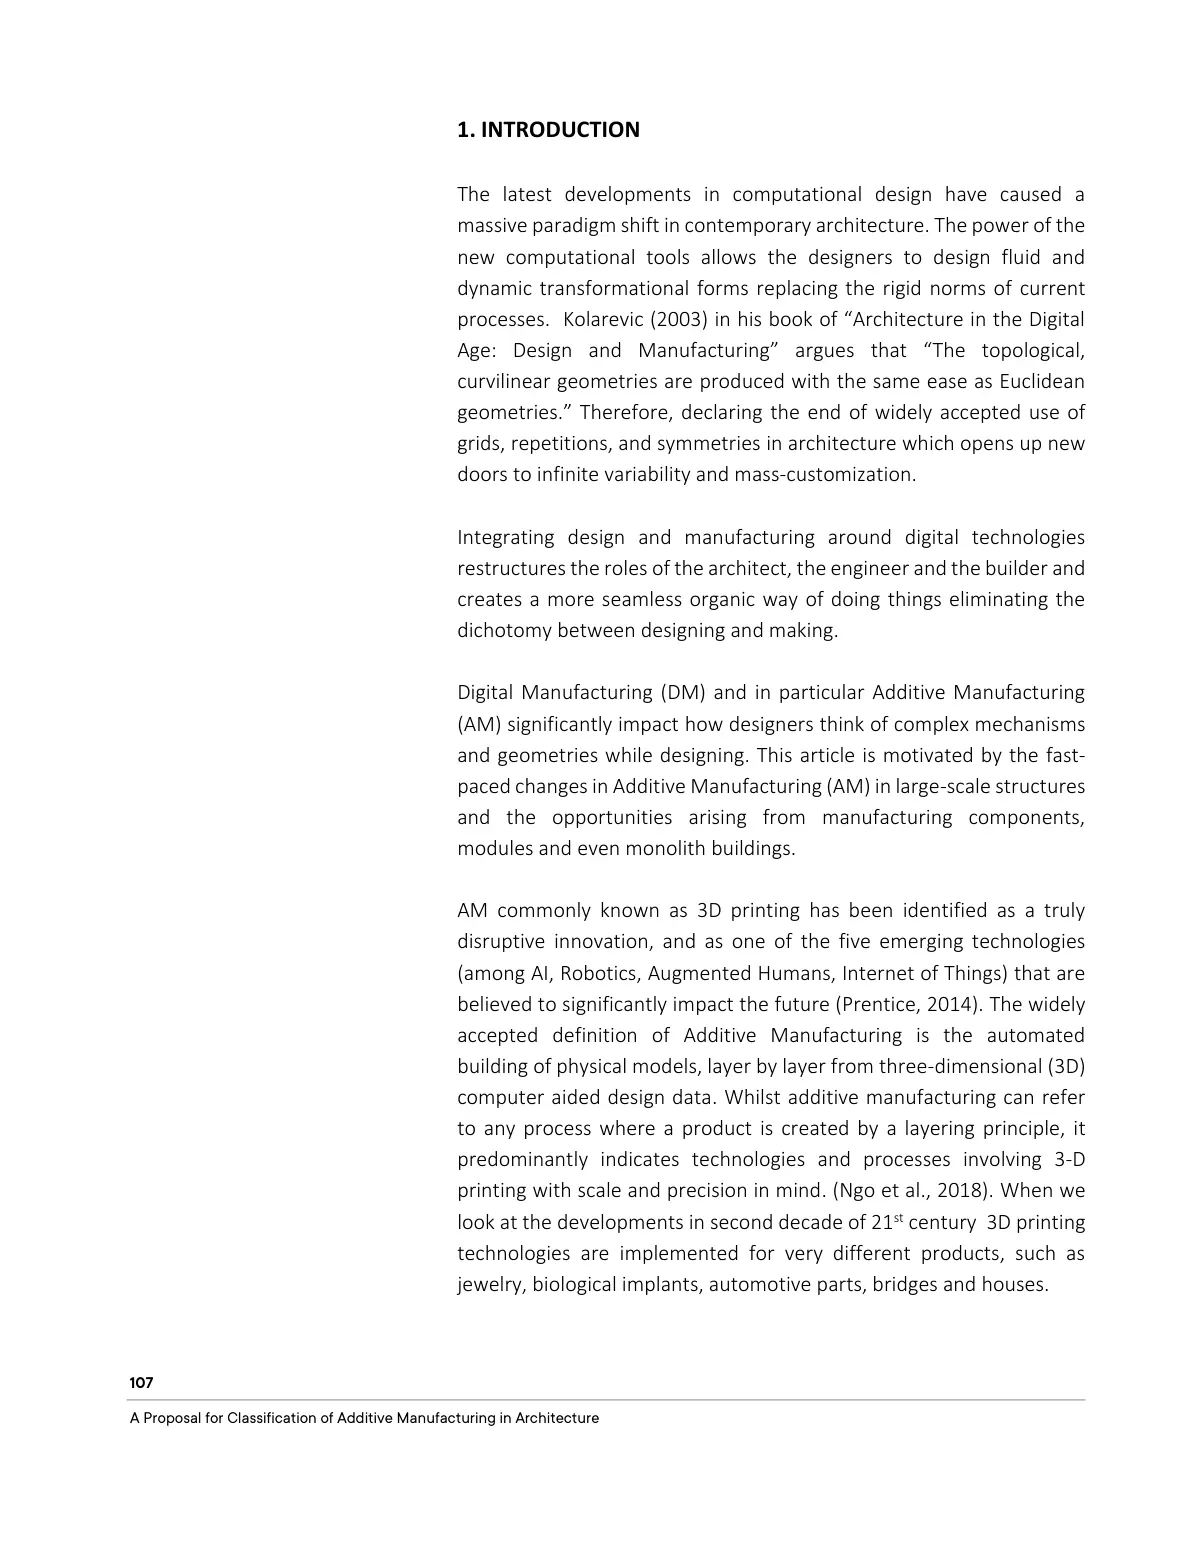 1. INTRODUCTION
The latest developments in computational design have caused a
massive paradigm shift in contemporary architecture. The power of the
new computational tools allows the designers to design fluid and
dynamic transformational forms replacing the rigid norms of current
processes.  Kolarevic (2003) in his book of “Architecture in the Digital
Age: Design and Manufacturing” argues that “The topological,
curvilinear geometries are produced with the same ease as Euclidean
geometries.” Therefore, declaring the end of widely accepted use of
grids, repetitions, and symmetries in architecture which opens up new
doors to infinite variability and mass-customization.
Integrating design and manufacturing around digital technologies
restructures the roles of the architect, the engineer and the builder and
creates a more seamless organic way of doing things eliminating the
dichotomy between designing and making.
Digital Manufacturing (DM) and in particular Additive Manufacturing
(AM) significantly impact how designers think of complex mechanisms
and geometries while designing. This article is motivated by the fast-
paced changes in Additive Manufacturing (AM) in large-scale structures
and the opportunities arising from manufacturing components,
modules and even monolith buildings.
AM commonly known as 3D printing has been identified as a truly
disruptive innovation, and as one of the five emerging technologies
(among AI, Robotics, Augmented Humans, Internet of Things) that are
believed to significantly impact the future (Prentice, 2014). The widely
accepted definition of Additive Manufacturing is the automated
building of physical models, layer by layer from three-dimensional (3D)
computer aided design data. Whilst additive manufacturing can refer
to any process where a product is created by a layering principle, it
predominantly indicates technologies and processes involving 3-D
printing with scale and precision in mind. (Ngo et al., 2018). When we
look at the developments in second decade of 21st century  3D printing
technologies are implemented for very different products, such as
jewelry, biological implants, automotive parts, bridges and houses.
107
A Proposal for Classification of Additive Manufacturing in Architecture